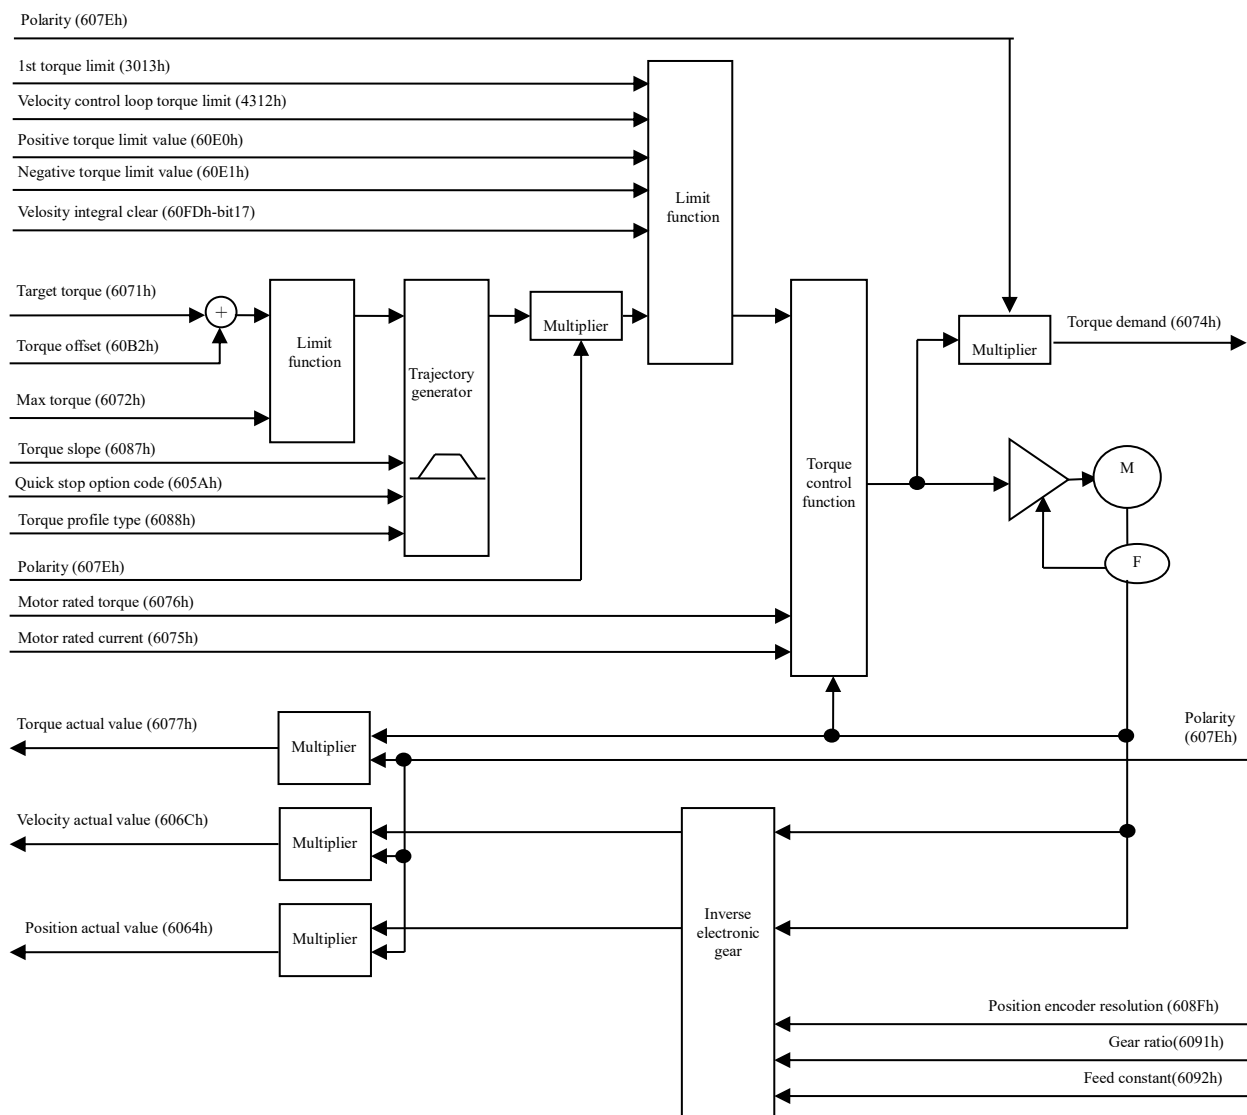 Polarity (607Eh)
1st torque limit (3013h)
Velocity control loop torque limit (4312h)
Positive torque limit value (60E0h)
Negative torque limit value (60E1h)
Velosity integral clear (60FDh-bit17)
Limit
function
Target torque (6071h)
+
Torque offset (60B2h)
Max torque (6072h)
Limit
function
Trajectory
generator
Multiplier
Multiplier
Torque demand (6074h)
Torque slope (6087h)
Quick stop option code (605Ah)
Torque profile type (6088h)
Polarity (607Eh)
Motor rated torque (6076h)
Motor rated current (6075h)
Torque
control
function
M
F
Torque actual value (6077h)
Multiplier
Polarity
(607Eh)
Velocity actual value (606Ch)
Multiplier
Position actual value (6064h)
Multiplier
Inverse
electronic
gear
Position encoder resolution (608Fh)
Gear ratio(6091h)
Feed constant(6092h)